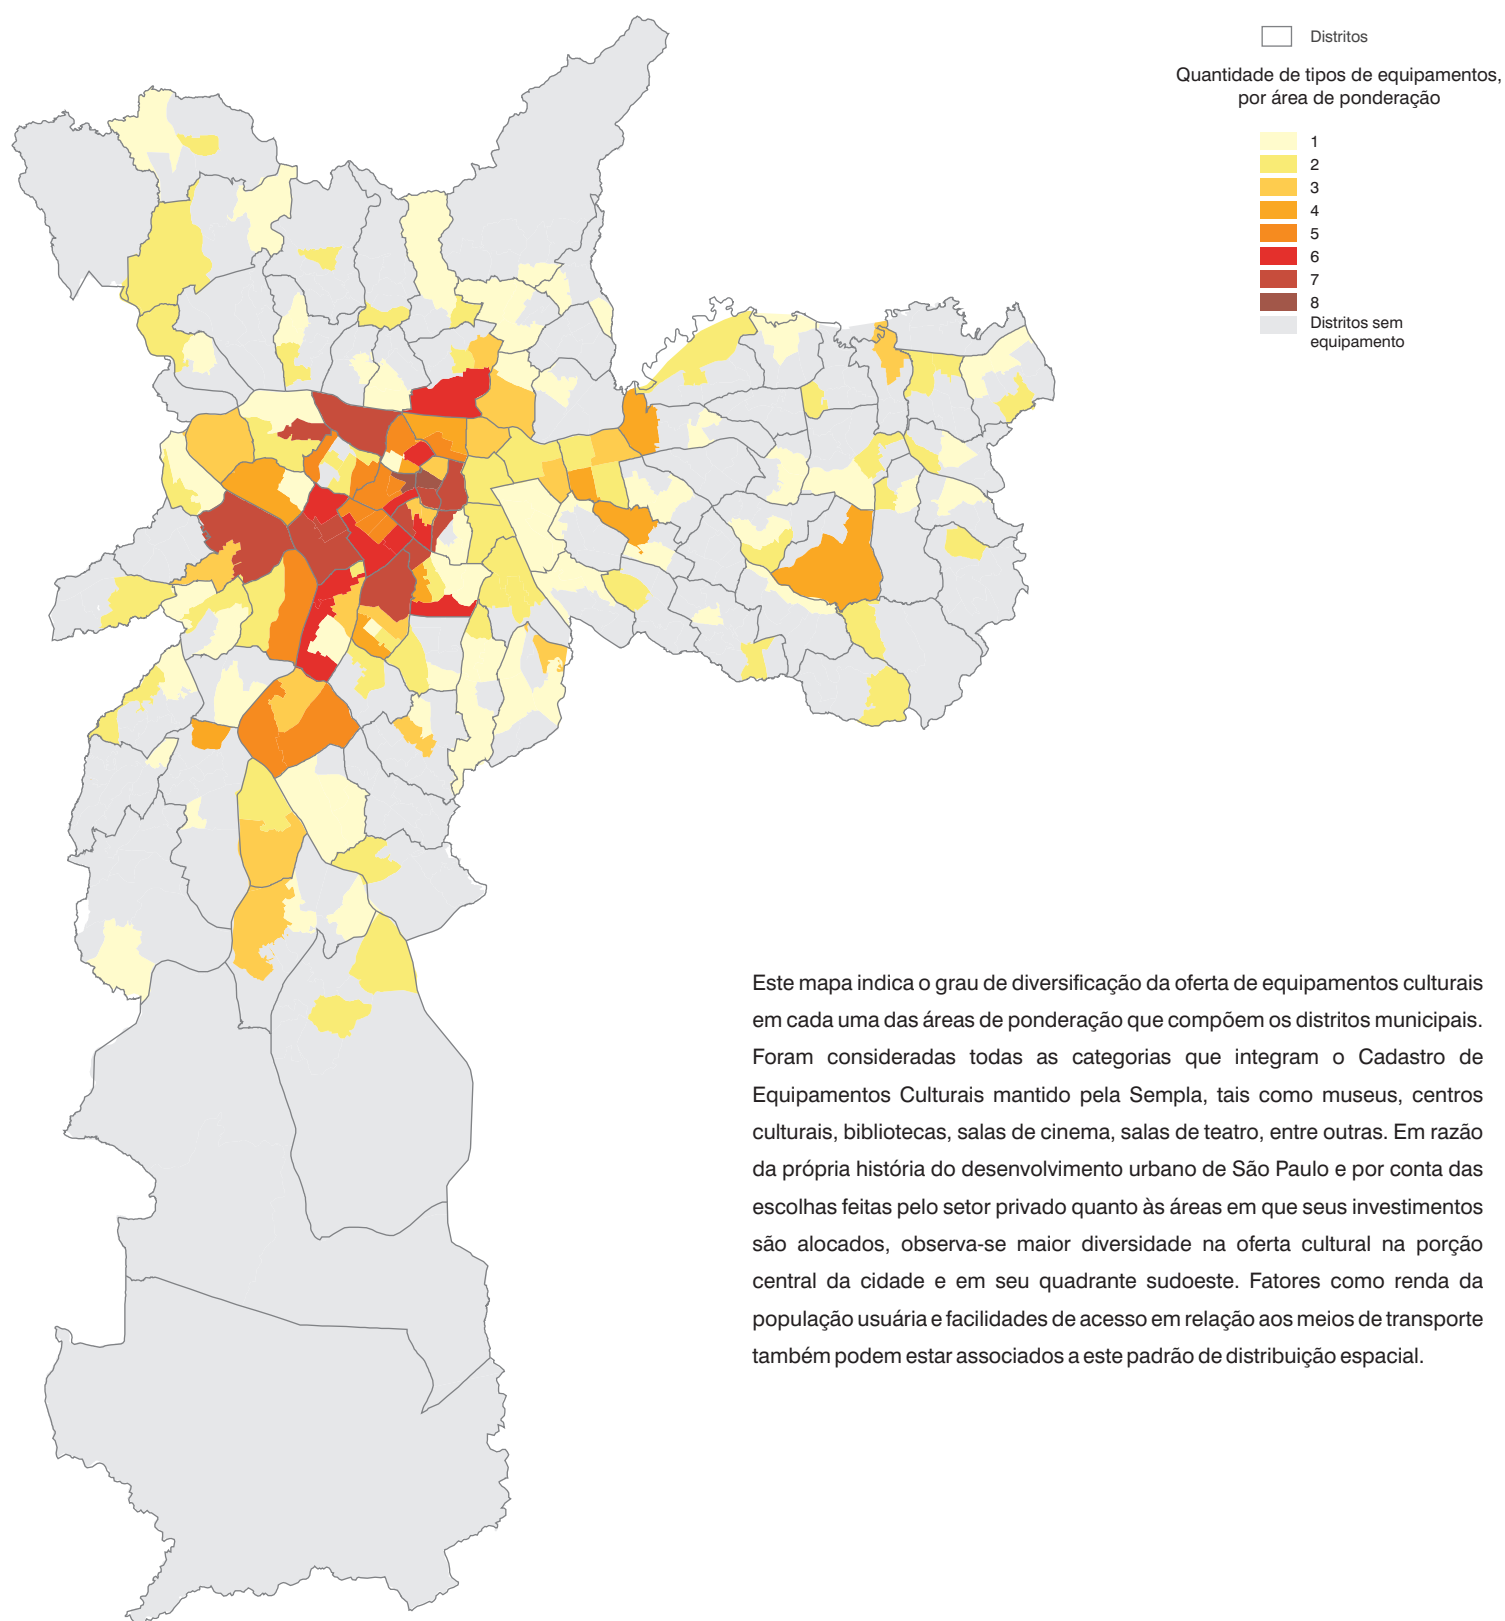 Distritos
Quantidade de tipos de equipamentos,
por área de ponderação
1
2
3
4
5
6
7
8
Distritos sem
equipamento
Este mapa indica o grau de diversificação da oferta de equipamentos culturais
em cada uma das áreas de ponderação que compõem os distritos municipais.
Foram consideradas todas as categorias que integram o Cadastro de
Equipamentos Culturais mantido pela Sempla, tais como museus, centros
culturais, bibliotecas, salas de cinema, salas de teatro, entre outras. Em razão
da própria história do desenvolvimento urbano de São Paulo e por conta das
escolhas feitas pelo setor privado quanto às áreas em que seus investimentos
são alocados, observa-se maior diversidade na oferta cultural na porção
central da cidade e em seu quadrante sudoeste. Fatores como renda da
população usuária e facilidades de acesso em relação aos meios de transporte
também podem estar associados a este padrão de distribuição espacial.